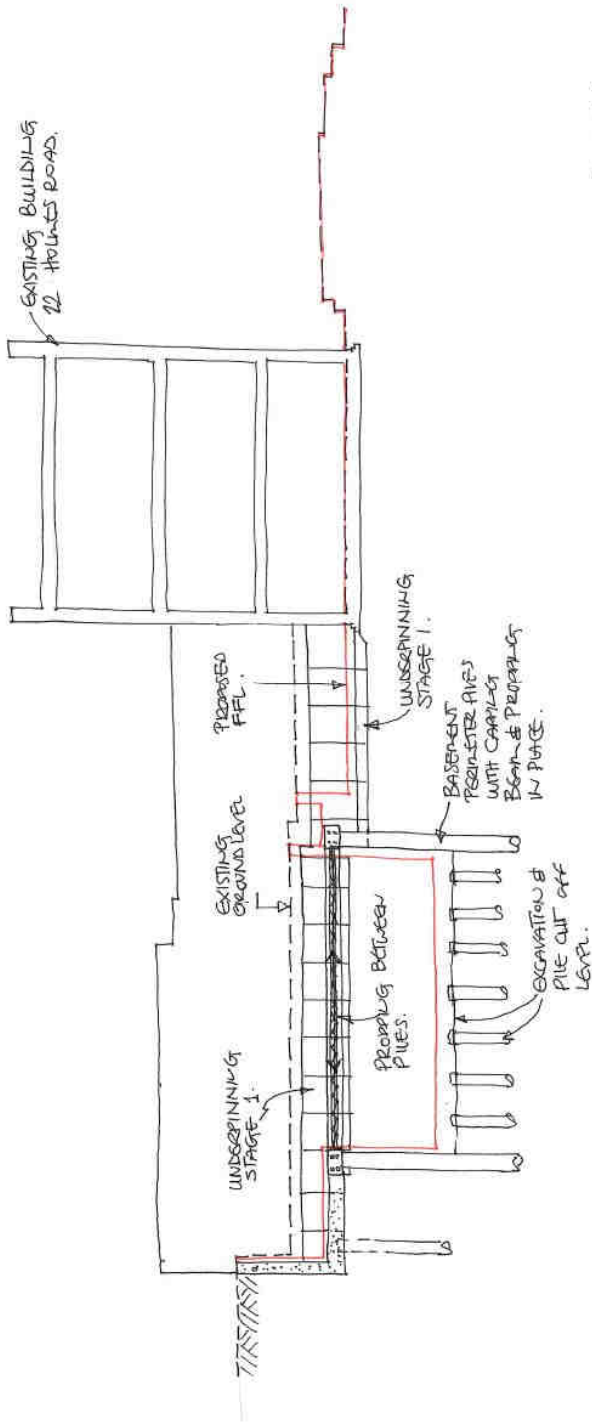 EXISTING BUILDING
22 HOLMES ROAD.
PROPOSED
FFL.
EXISTING
GROUND LEVEL
UNDERPINNING
STAGE 1.
UNDERPINNING
STAGE 1.
PROPPING BETWEEN
PILES.
BASEMENT
PERIMETER PILES
WITH CAPPING
BEAM & PROPPING
IN PLACE.
EXCAVATION &
PILE CUT OFF
LEVEL.